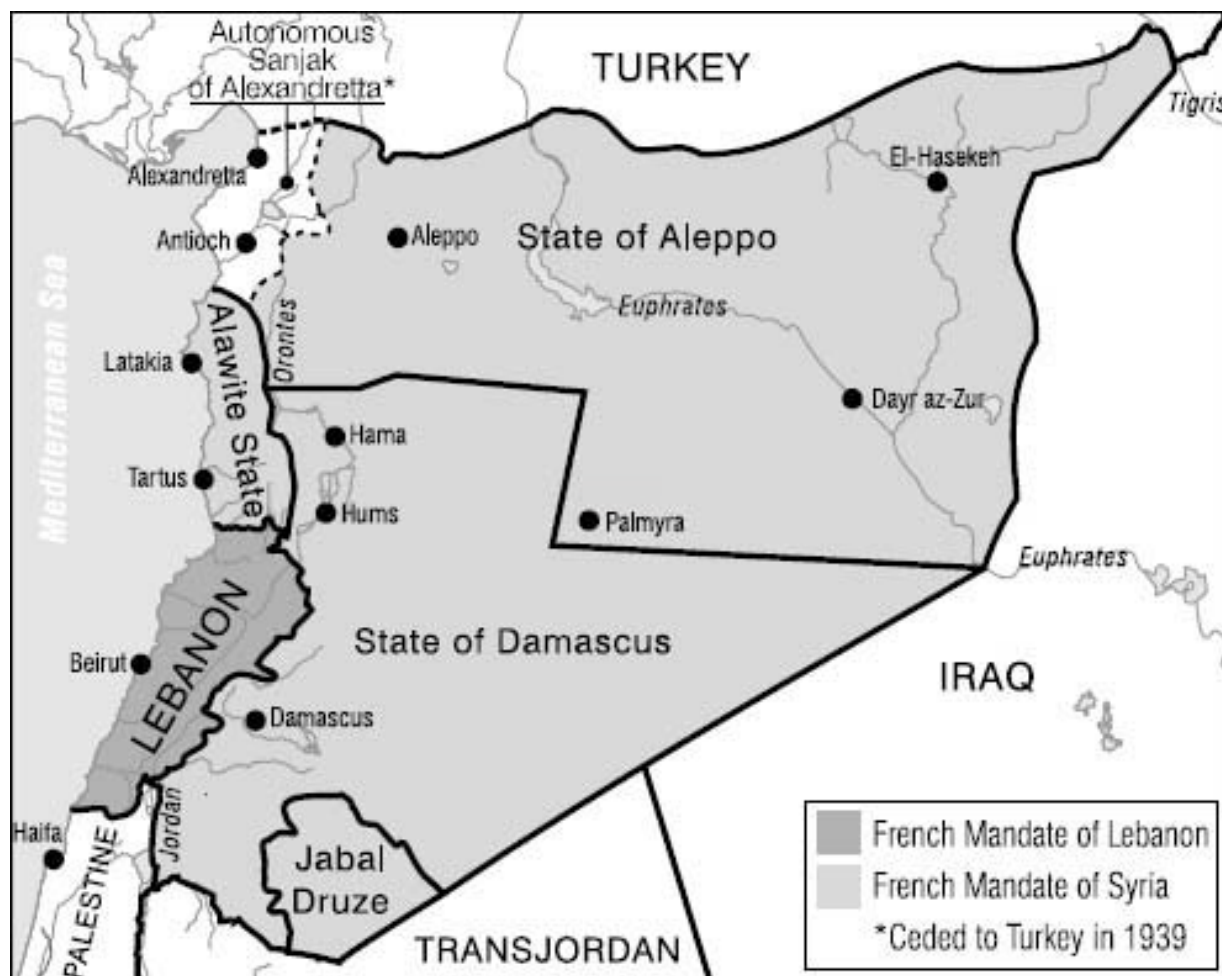 Autonomous
Sanjak
of Alexandretta*
TURKEY
Tigris
Alexandretta
El-Hasekeh
Antioch
Aleppo
State of Aleppo
Mediterranean Sea
Euphrates
Orontes
Latakia
Alawite State
Dayr az-Zur
Hama
Tartus
Hums
Palmyra
Euphrates
LEBANON
Beirut
State of Damascus
IRAQ
Damascus
Haifa
Jordan
PALESTINE
Jabal
Druze
TRANSJORDAN
French Mandate of Lebanon
French Mandate of Syria
*Ceded to Turkey in 1939